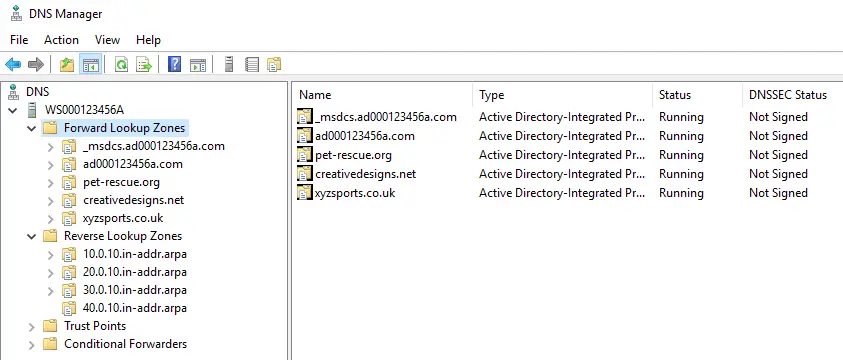 DNS Manager
File Action View Help
DNS
WS000123456A
Forward Lookup Zones
_msdcs.ad000123456a.com
ad000123456a.com
pet-rescue.org
creativedesigns.net
xyzsports.co.uk
Reverse Lookup Zones
10.0.10.in-addr.arpa
20.0.10.in-addr.arpa
30.0.10.in-addr.arpa
40.0.10.in-addr.arpa
Trust Points
Conditional Forwarders
Name Type Status DNSSEC Status
_msdcs.ad000123456a.com Active Directory-Integrated Pr... Running Not Signed
ad000123456a.com Active Directory-Integrated Pr... Running Not Signed
pet-rescue.org Active Directory-Integrated Pr... Running Not Signed
creativedesigns.net Active Directory-Integrated Pr... Running Not Signed
xyzsports.co.uk Active Directory-Integrated Pr... Running Not Signed